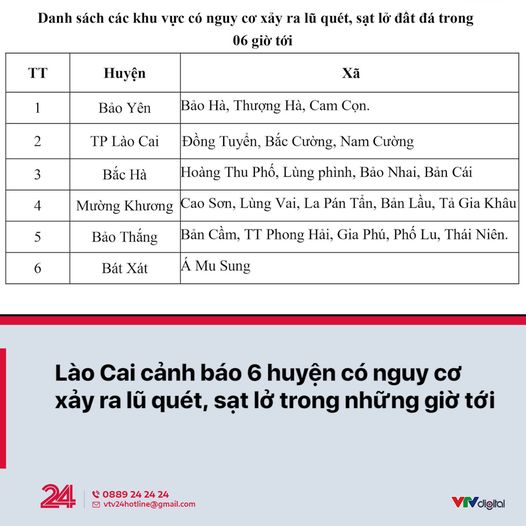 Danh sách các khu vực có nguy cơ xảy ra lũ quét, sạt lở đất đá trong
06 giờ tới
TT Huyện Xã
1 Bảo Yên Bảo Hà, Thượng Hà, Cam Cọn.
2 TP Lào Cai Đồng Tuyển, Bắc Cường, Nam Cường
3 Bắc Hà Hoàng Thu Phố, Lùng phình, Bảo Nhai, Bản Cái
4 Mường Khương Cao Sơn, Lùng Vai, La Pán Tẩn, Bản Lầu, Tả Gia Khâu
5 Bảo Thắng Bản Cầm, TT Phong Hải, Gia Phú, Phố Lu, Thái Niên.
6 Bát Xát Á Mu Sung
Lào Cai cảnh báo 6 huyện có nguy cơ
xảy ra lũ quét, sạt lở trong những giờ tới
24
0889 24 24 24
vtv24hotline@gmail.com
VTVdigital